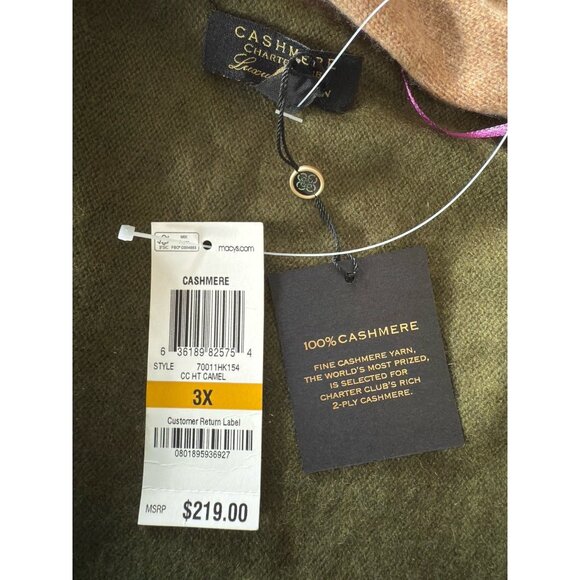 CASHMERE
CHARTER
MIX
FSC
macys.com
CASHMERE
6 36189 82575 4
STYLE 70011HK154
CC HT CAMEL
3X
Customer Return Label
0801895936927
MSRP $219.00
100% CASHMERE
FINE CASHMERE YARN,
THE WORLD'S MOST PRIZED,
IS SELECTED FOR
CHARTER CLUB'S RICH
2-PLY CASHMERE.